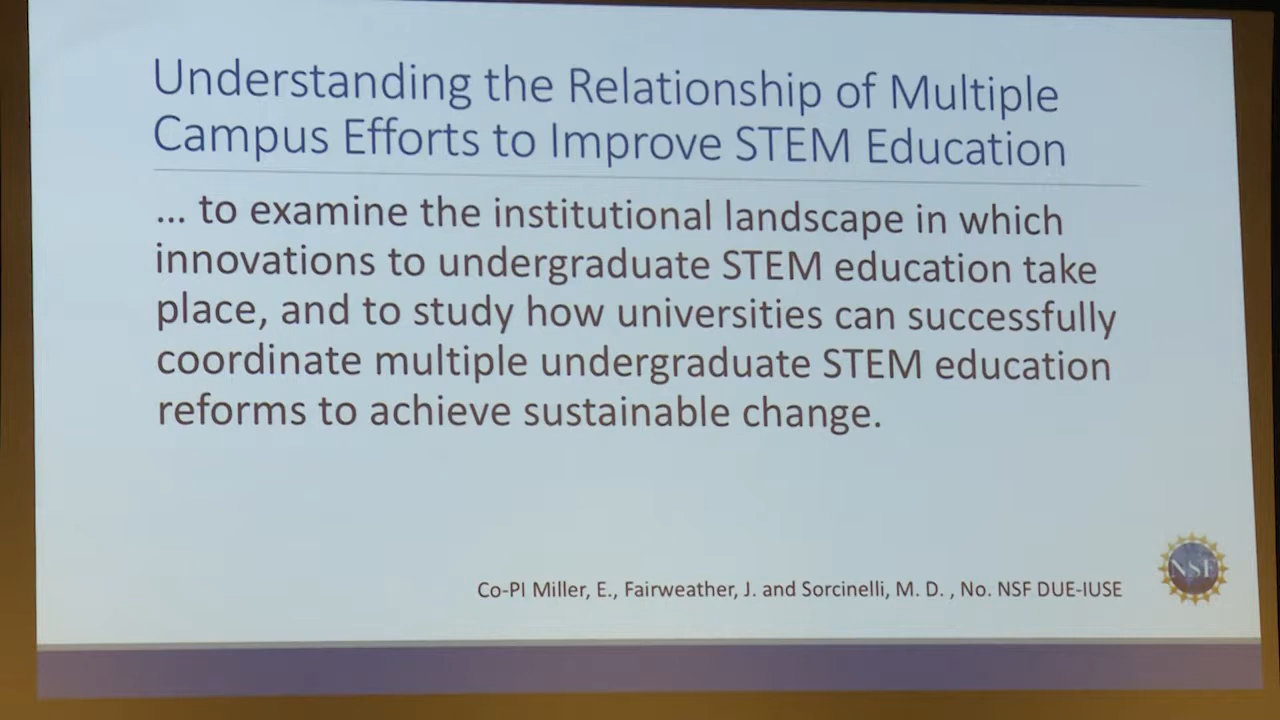 Understanding the Relationship of Multiple
Campus Efforts to Improve STEM Education
... to examine the institutional landscape in which
innovations to undergraduate STEM education take
place, and to study how universities can successfully
coordinate multiple undergraduate STEM education
reforms to achieve sustainable change.
Co-PI Miller, E., Fairweather, J. and Sorcinelli, M. D. , No. NSF DUE-IUSE
NSF